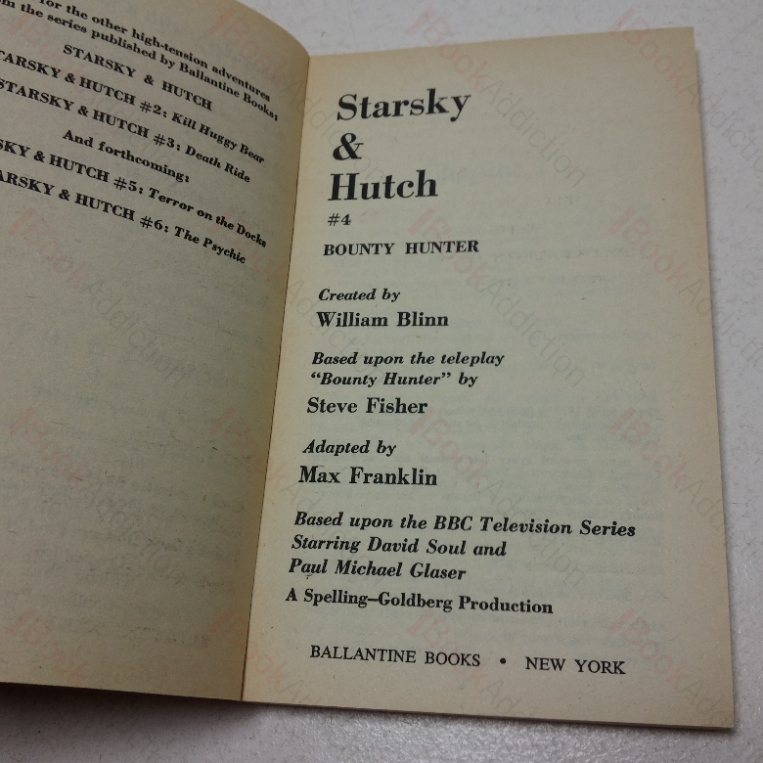 for the other high-tension adventures
the series published by Ballantine Books:
STARSKY & HUTCH
STARSKY & HUTCH #2: Kill Huggy Bear
STARSKY & HUTCH #3: Death Ride
And forthcoming:
SKY & HUTCH #5: Terror on the Docks
ARSKY & HUTCH #6: The Psychic
Starsky
&
Hutch
#4
BOUNTY HUNTER
Created by
William Blinn
Based upon the teleplay
“Bounty Hunter” by
Steve Fisher
Adapted by
Max Franklin
Based upon the BBC Television Series
Starring David Soul and
Paul Michael Glaser
A Spelling–Goldberg Production
BALLANTINE BOOKS • NEW YORK
BookAddiction